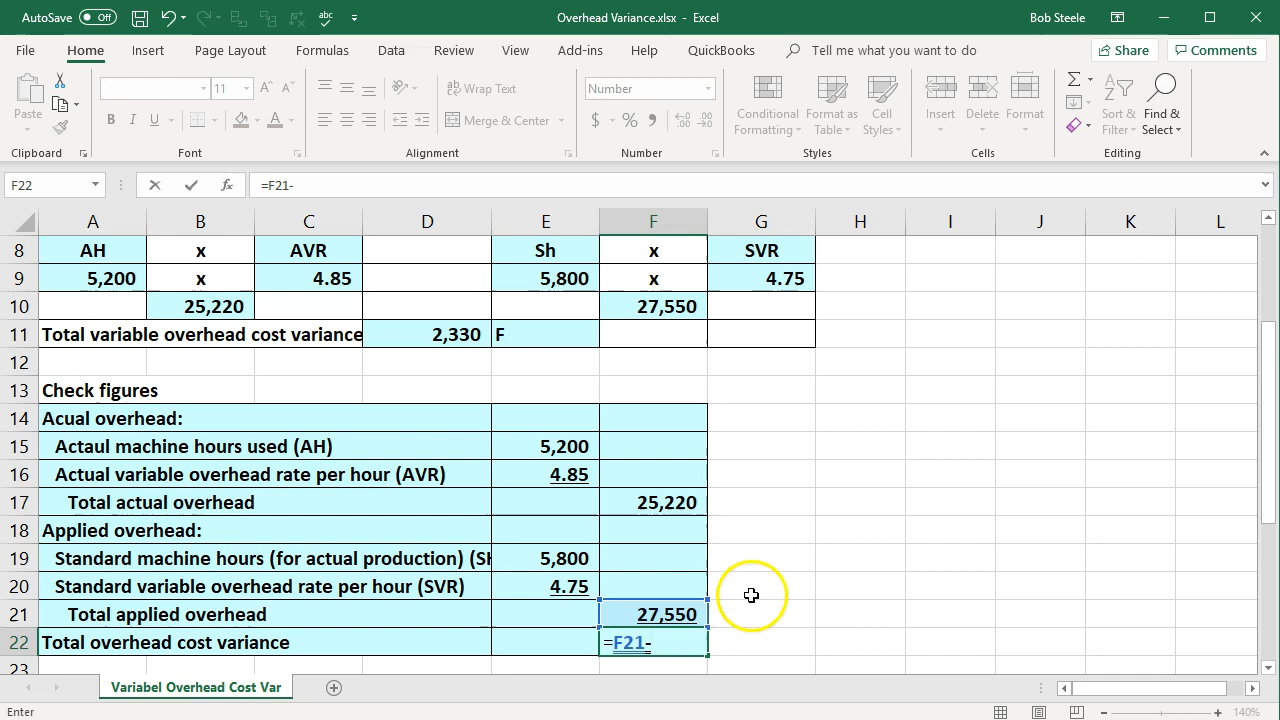 AutoSave Off Overhead Variance.xlsx - Excel Bob Steele
File Home Insert Page Layout Formulas Data Review View Add-ins Help QuickBooks Tell me what you want to do Share Comments
11 A A ab Wrap Text Number Σ
Paste B I U A Merge & Center $ % Conditional Formatting Format as Table Cell Styles Insert Delete Format Sort & Filter Find & Select
Clipboard Font Alignment Number Styles Cells Editing
F22 fx =F21-
A B C D E F G H I J K L
8 AH x AVR Sh x SVR
9 5,200 x 4.85 5,800 x 4.75
10 25,220 27,550
11 Total variable overhead cost variance 2,330 F
12
13 Check figures
14 Acual overhead:
15 Actaul machine hours used (AH) 5,200
16 Actual variable overhead rate per hour (AVR) 4.85
17 Total actual overhead 25,220
18 Applied overhead:
19 Standard machine hours (for actual production) (SH 5,800
20 Standard variable overhead rate per hour (SVR) 4.75
21 Total applied overhead 27,550
22 Total overhead cost variance =F21-
23
Variabel Overhead Cost Var
Enter 140%